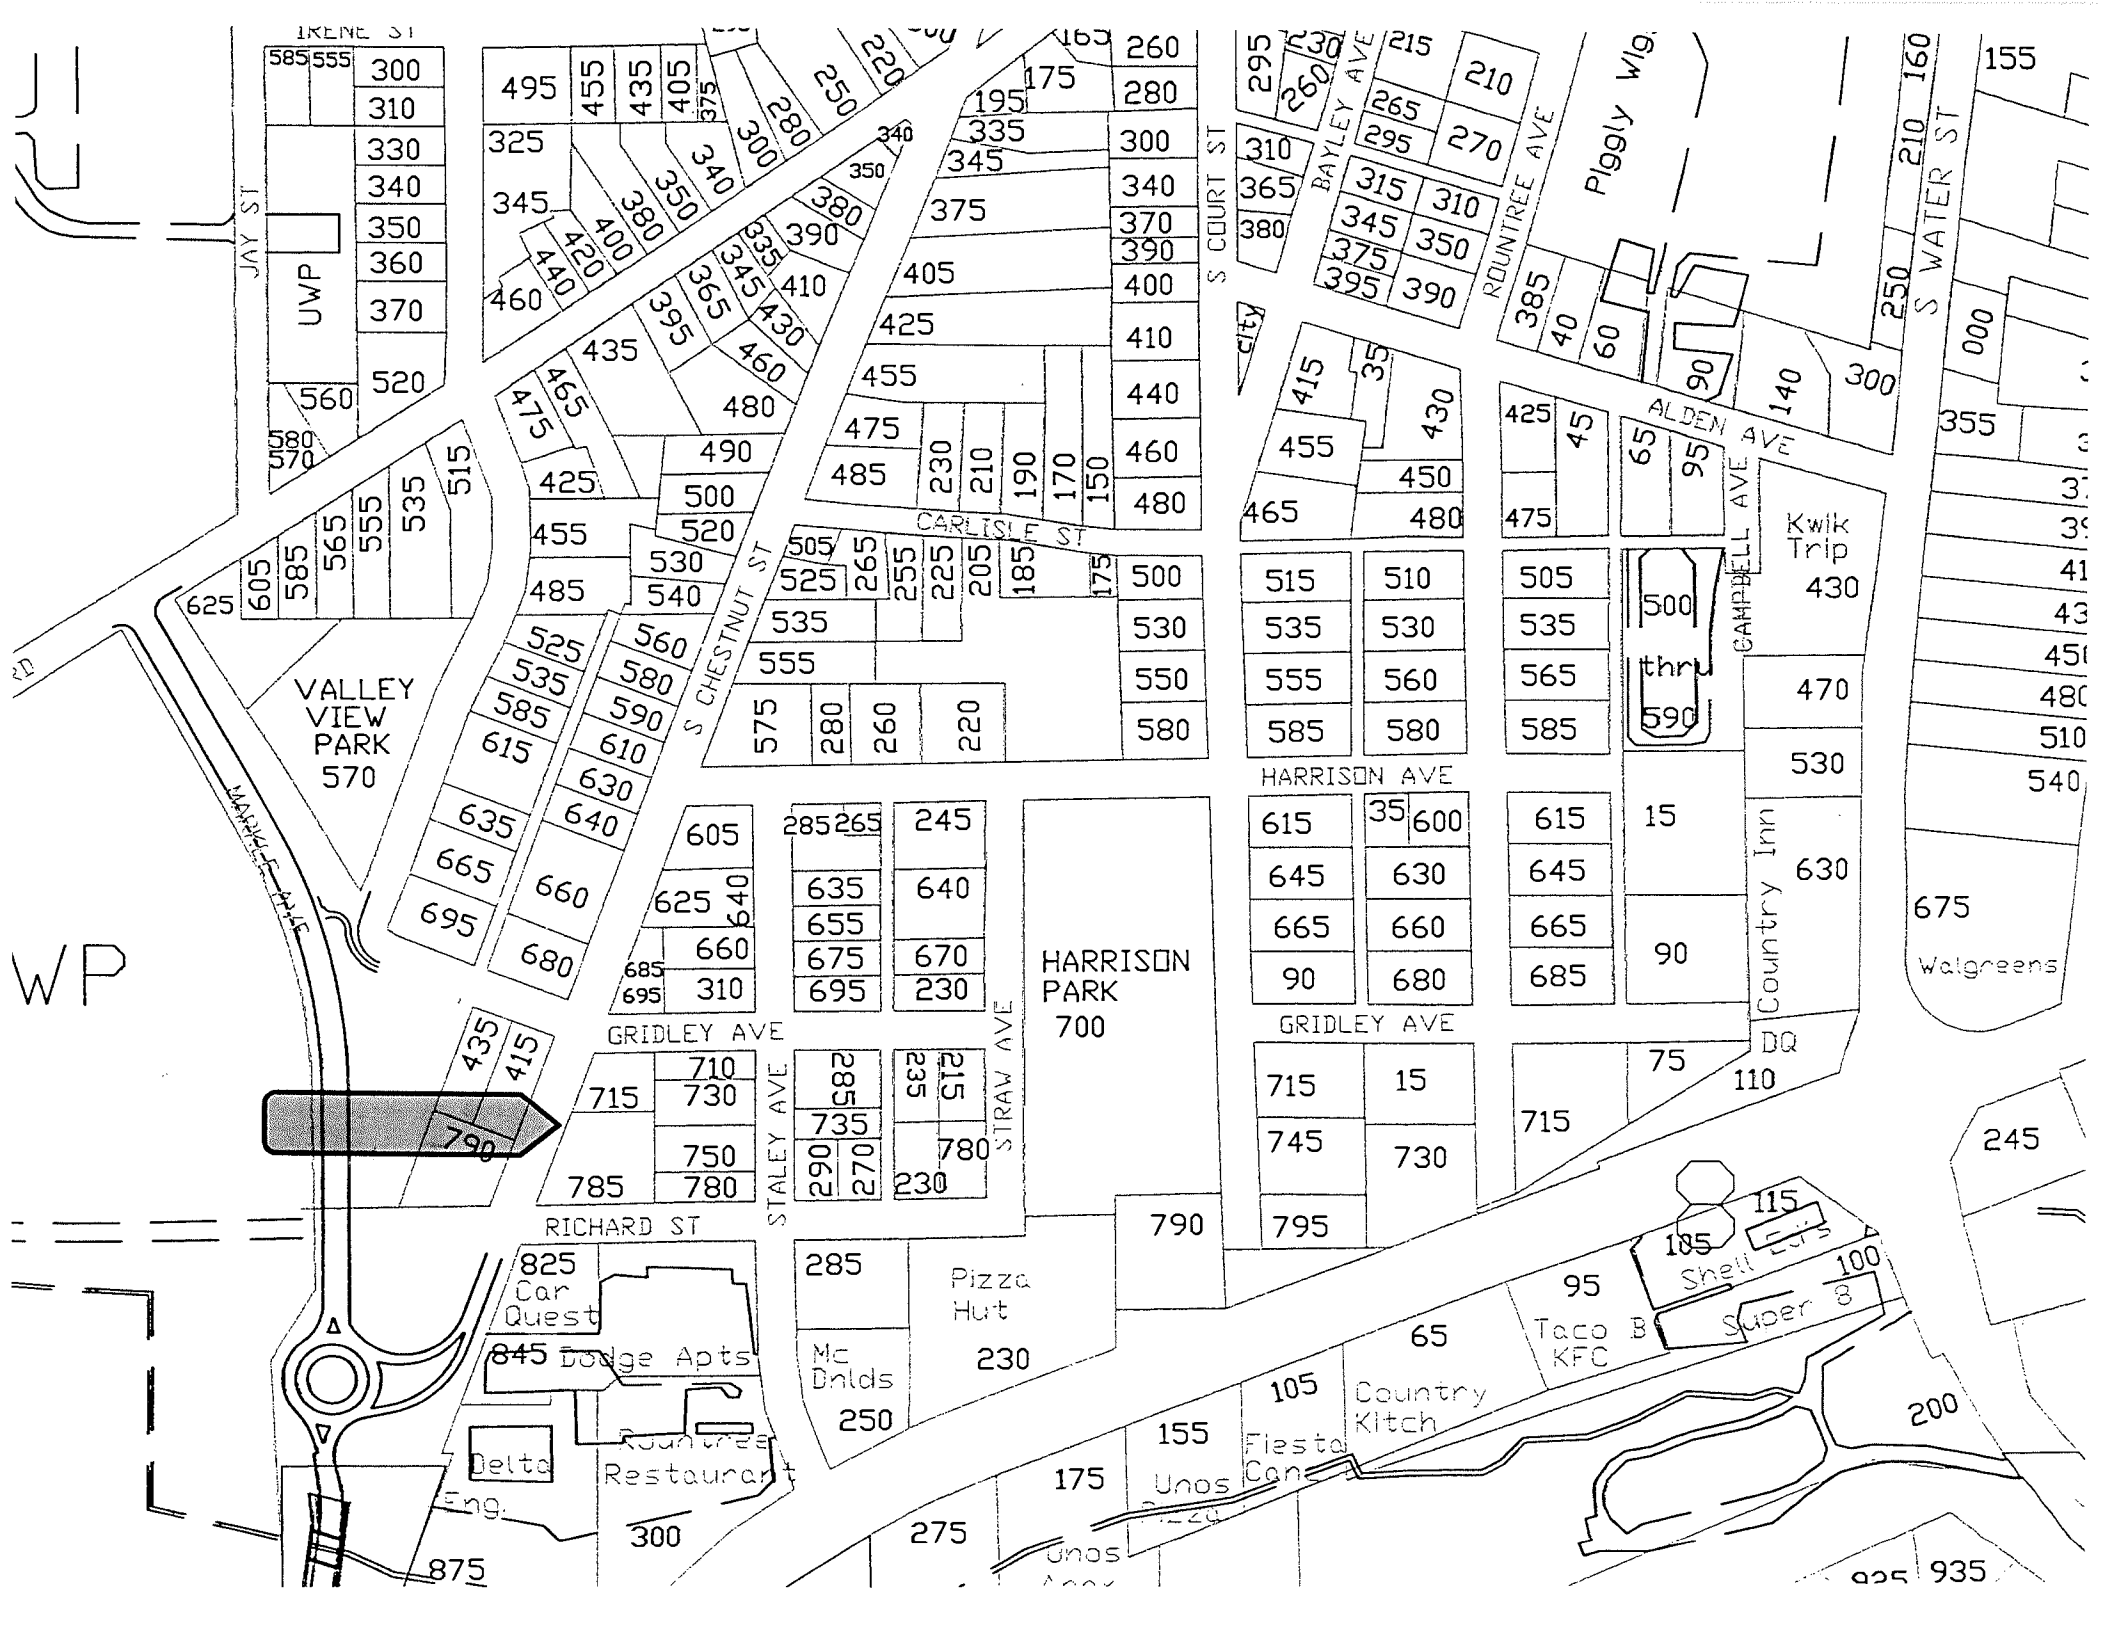 IRENE ST
585 555 300
310
330
340
350
360
370
520
560
580
570
UWP
JAY ST
495 455 435 405 375
325
345
460 440 420 400 380 350 340
300 280 250 220
340
350
380
390
410
335
345
365
395
430
460
435
465
475
480
490
500
520
530
540
425
455
485
515
535
555
565
585
605
625
165
175
195
335
345
375
405
425
455
475
485
230 210 190 170 150
260
280
300
340
370
390
400
410
440
460
480
S COURT ST
295 230
260
310
365
380
city
BAYLEY AVE
215
210
265
295
270
315 310
345 350
375
395 390
ROUNTREE AVE
Piggly Wig
385 40 60 90 140 300
ALDEN AVE
415 35 430
455
450
465
480
425 45
475
65 95
CAMPBELL AVE
Kwik
Trip
430
470
530
S WATER ST
160
210
250
155
000
355
450
480
510
540
CARLISLE ST
505 265 255 225 205 185 175
525
535
555
575 280 260 220
S CHESTNUT ST
500
530
550
580
515 510 505
535 530 535
555 560 565
585 580 585
500
thru
590
HARRISON AVE
VALLEY
VIEW
PARK
570
MARKEE AVE
525
535
585
615
635
665
695
560
580
590
610
630
640
660
680
605
625 640
660
685
695 310
285 265 245
635 640
655
675 670
695 230
HARRISON
PARK
700
615 35 600 615 15
645 630 645
665 660 665
90 680 685 90
Country Inn
630
675
Walgreens
WP
RD
GRIDLEY AVE
GRIDLEY AVE
435 415
790
715
710
730
750
785 780
STALEY AVE
285
735
290 270
235 215
780
230
STRAW AVE
715 15
745
730
795
790
715
75
DQ
110
245
RICHARD ST
825
Car
Quest
845 Dodge Apts
Delta
Eng.
Rountree
Restaurant
300
875
285
Mc
Dnlds
250
Pizza
Hut
230
275
175
155
Unos
Pizza
Unos
105
Fiesta
Country
Kitch
65
95
Taco B
KFC
115
Ed's
185
Shell
100
Super 8
200
925 935